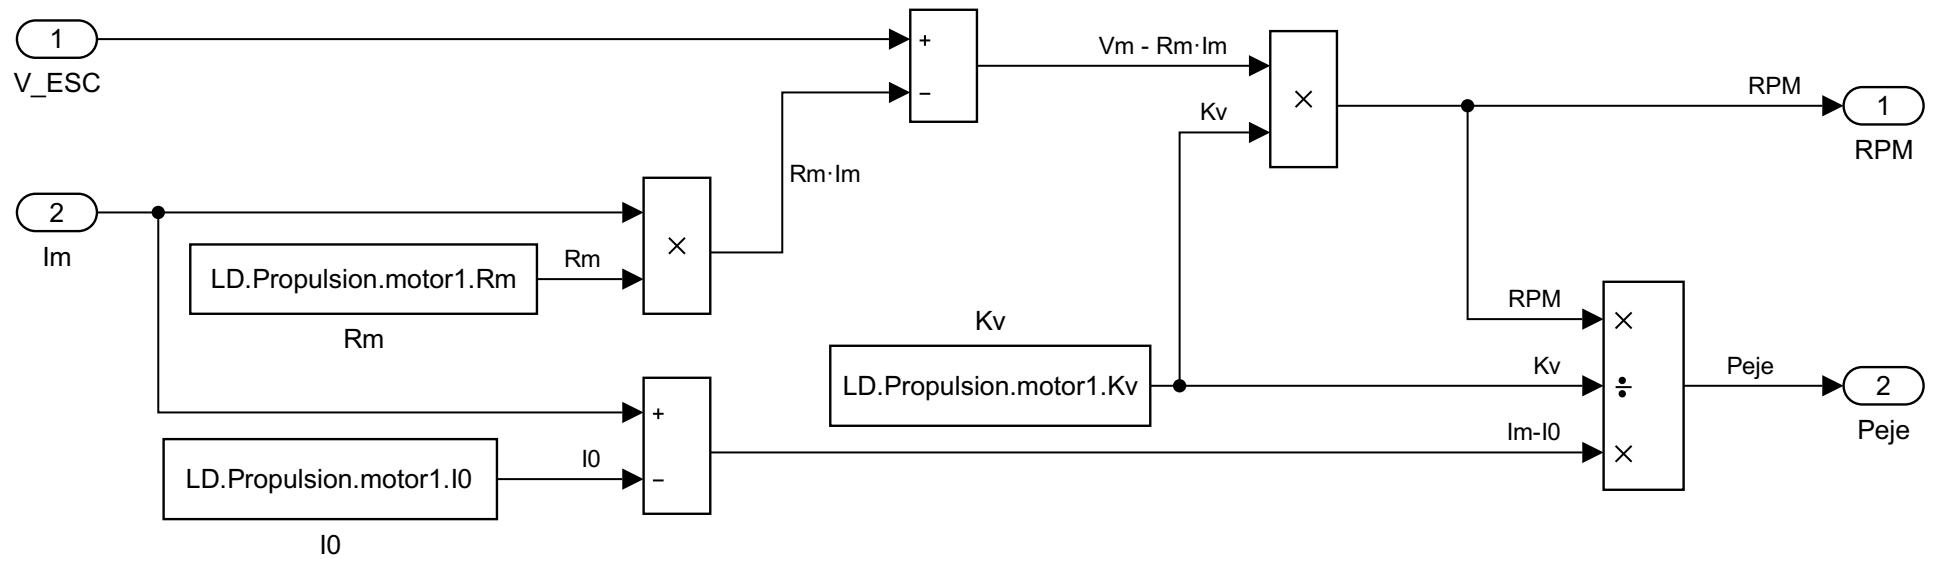 1
V_ESC
+
−
Vm - Rm·Im
×
Kv
RPM
1
RPM
2
Im
Rm·Im
×
LD.Propulsion.motor1.Rm
Rm
Rm
Kv
LD.Propulsion.motor1.Kv
RPM
×
Kv
÷
Im-I0
×
Peje
2
Peje
+
−
LD.Propulsion.motor1.I0
I0
I0